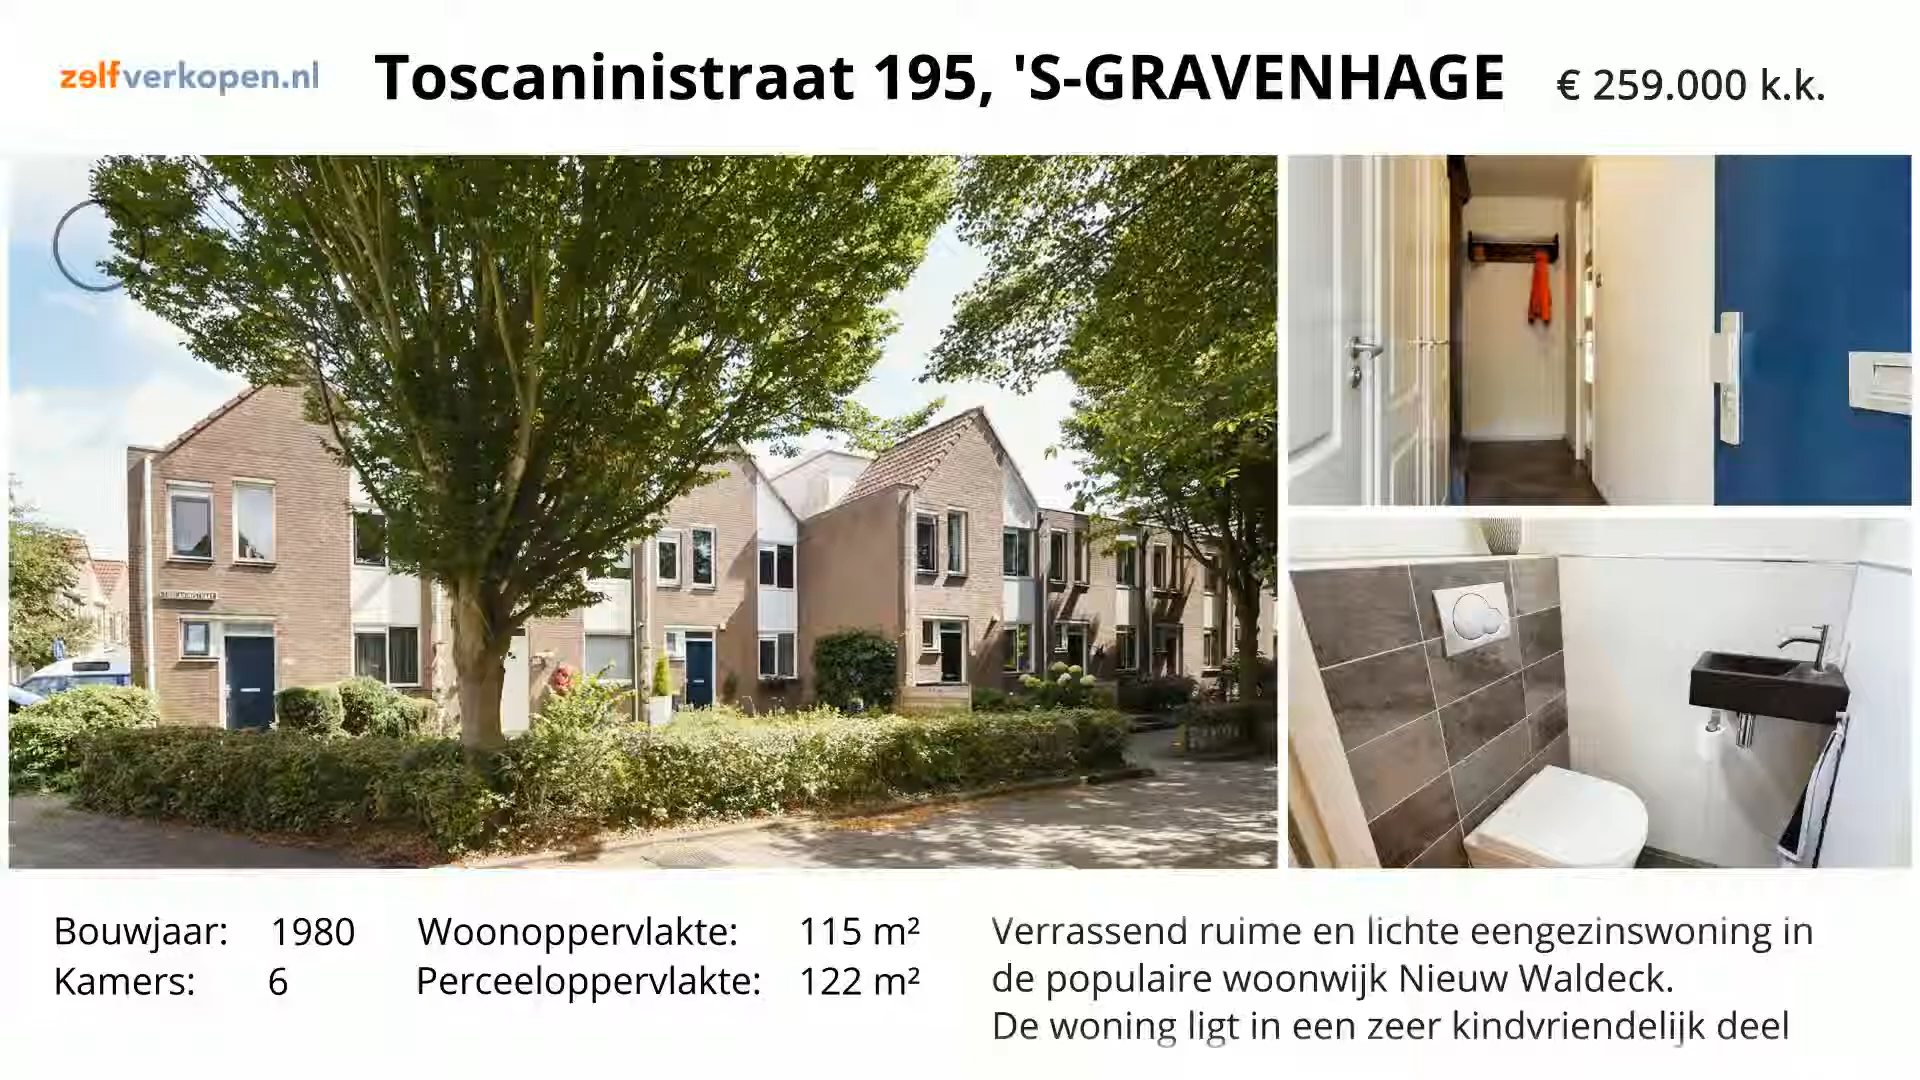 zelfverkopen.nl
Toscaninistraat 195, 'S-GRAVENHAGE
€ 259.000 k.k.
Bouwjaar: 1980
Kamers: 6
Woonoppervlakte: 115 m²
Perceeloppervlakte: 122 m²
Verrassend ruime en lichte eengezinswoning in
de populaire woonwijk Nieuw Waldeck.
De woning ligt in een zeer kindvriendelijk deel